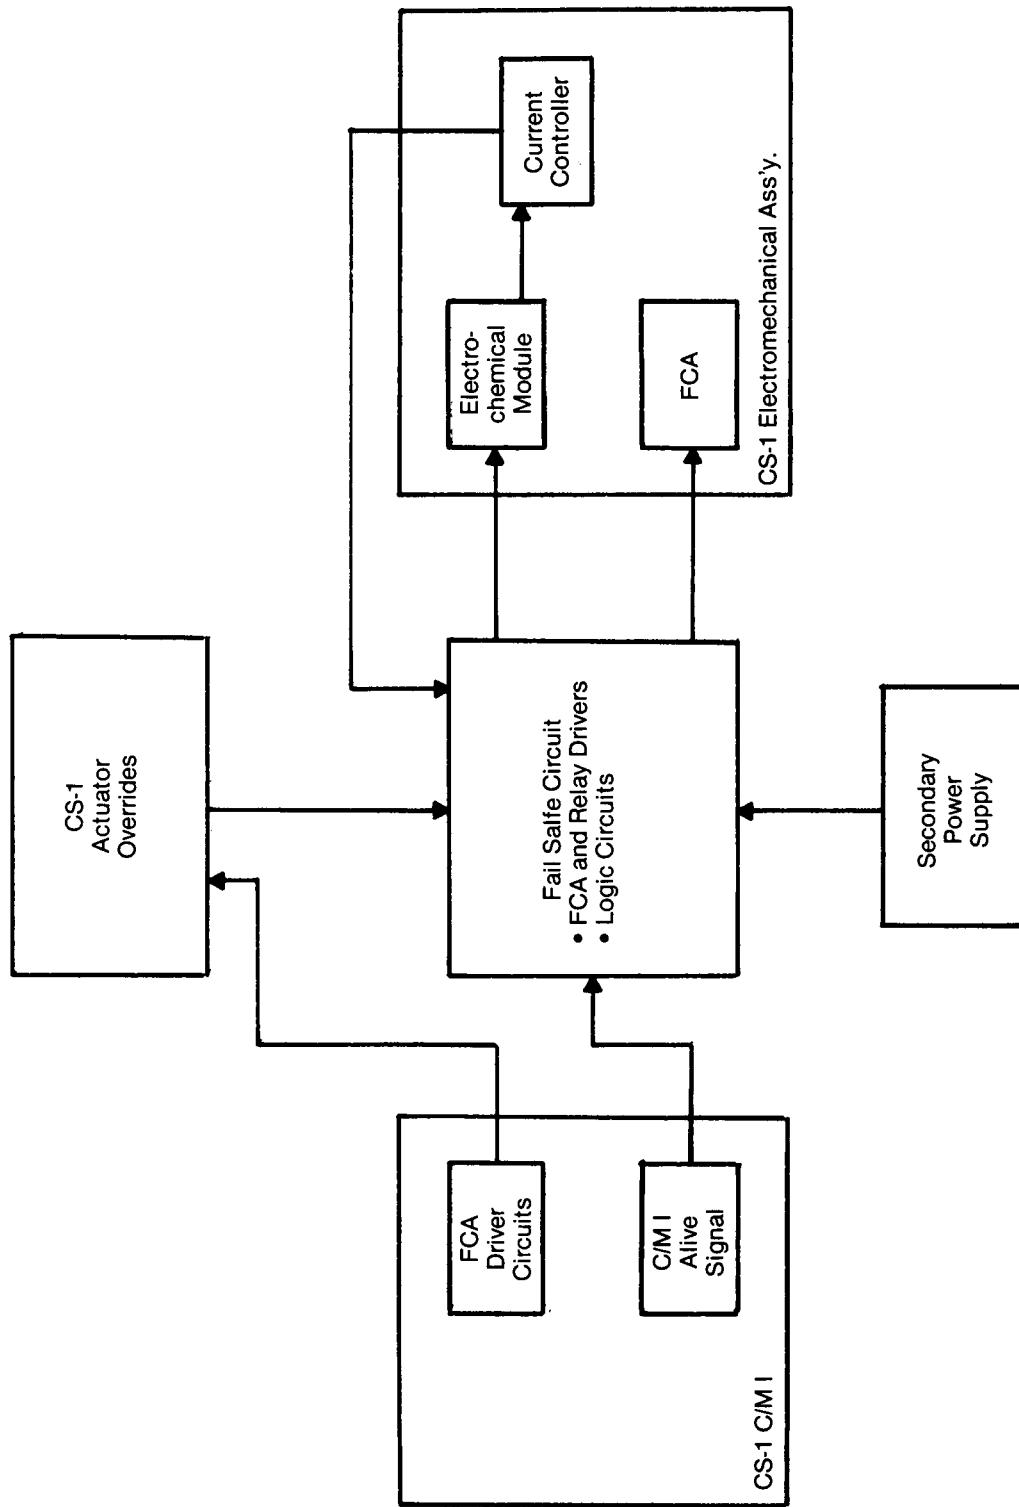 CS-1
Actuator
Overrides
FCA
Driver
Circuits
C/M I
Alive
Signal
CS-1 C/M I
Fail Salfe Circuit
• FCA and Relay Drivers
• Logic Circuits
Secondary
Power
Supply
Electro-
chemical
Module
Current
Controller
FCA
CS-1 Electromechanical Ass'y.